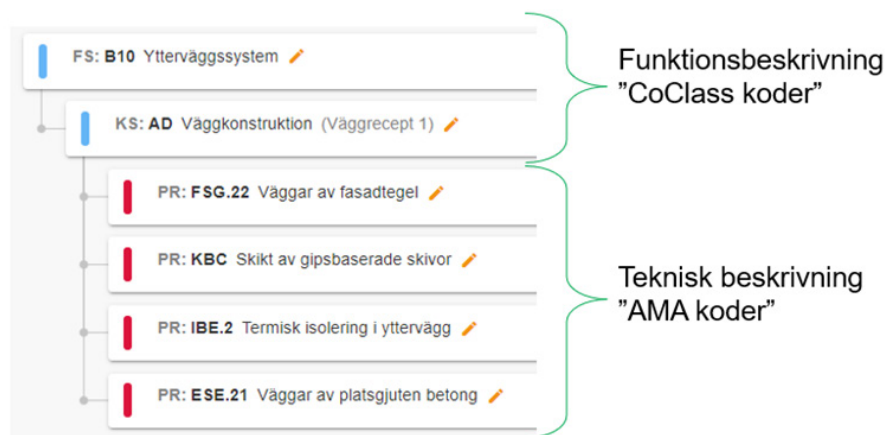 FS: B10 Ytterväggssystem
KS: AD Väggkonstruktion (Väggrecept 1)
PR: FSG.22 Väggar av fasadtegel
PR: KBC Skikt av gipsbaserade skivor
PR: IBE.2 Termisk isolering i yttervägg
PR: ESE.21 Väggar av platsgjuten betong
Funktionsbeskrivning
”CoClass koder”
Teknisk beskrivning
”AMA koder”